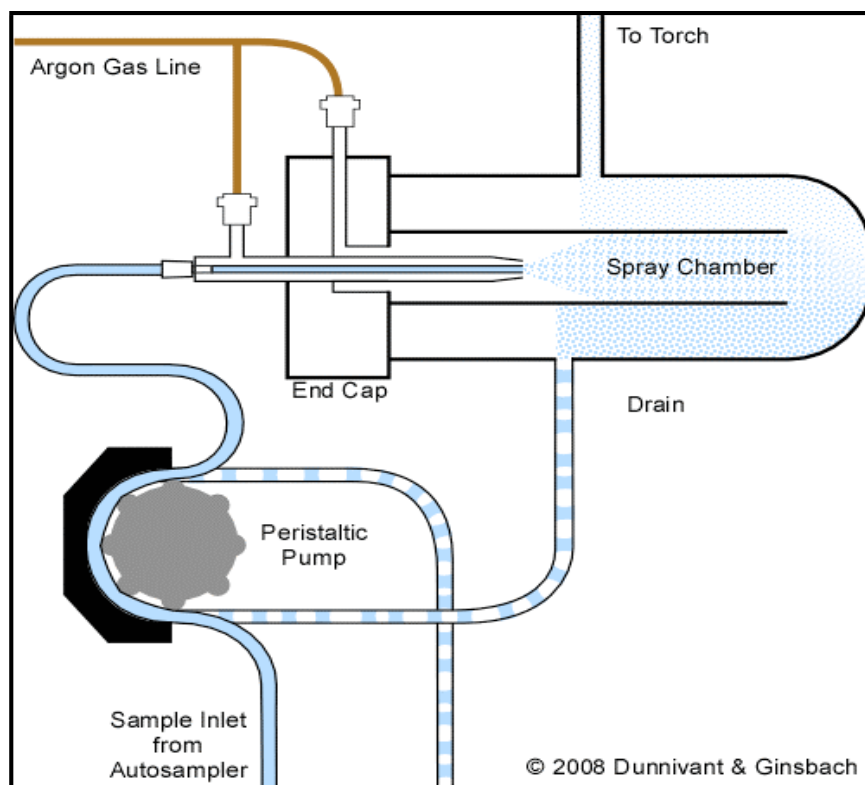 To Torch
Argon Gas Line
Spray Chamber
End Cap
Drain
Peristaltic
Pump
Sample Inlet
from
Autosampler
© 2008 Dunnivant & Ginsbach